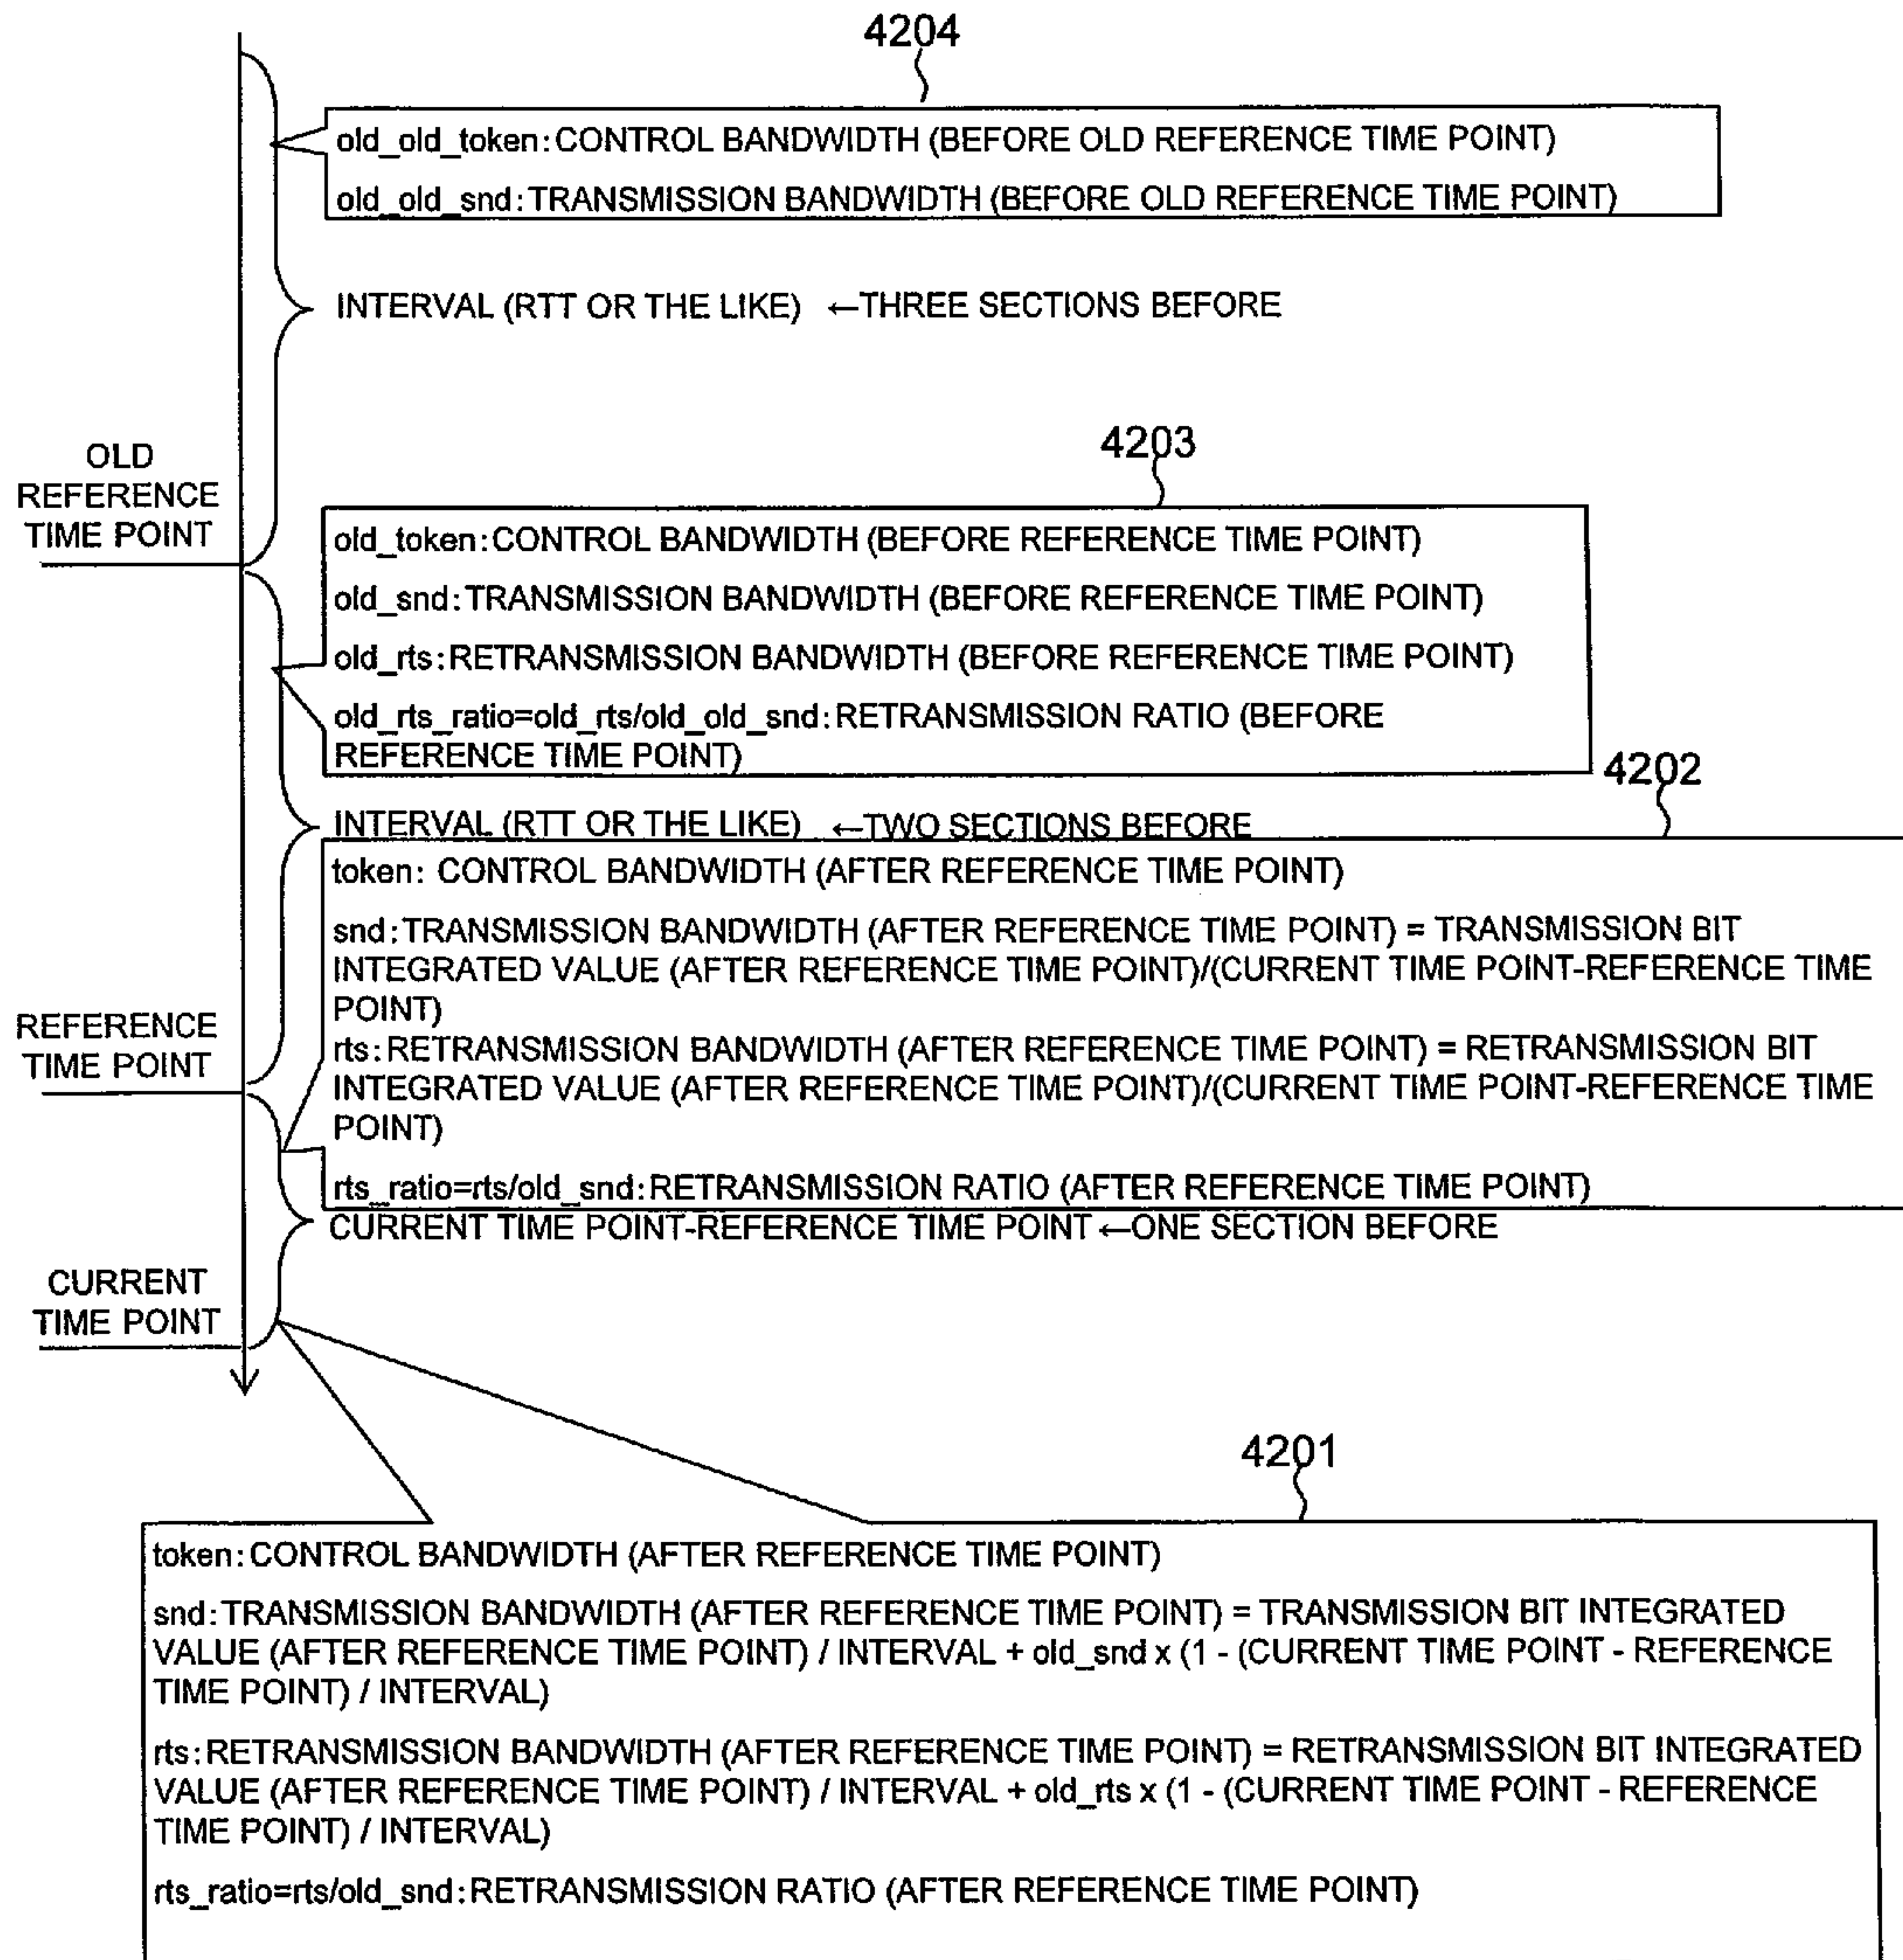 4204
old_old_token:CONTROL BANDWIDTH (BEFORE OLD REFERENCE TIME POINT)
old_old_snd:TRANSMISSION BANDWIDTH (BEFORE OLD REFERENCE TIME POINT)
INTERVAL (RTT OR THE LIKE) ←THREE SECTIONS BEFORE
OLD
REFERENCE
TIME POINT
4203
old_token:CONTROL BANDWIDTH (BEFORE REFERENCE TIME POINT)
old_snd:TRANSMISSION BANDWIDTH (BEFORE REFERENCE TIME POINT)
old_rts:RETRANSMISSION BANDWIDTH (BEFORE REFERENCE TIME POINT)
old_rts_ratio=old_rts/old_old_snd:RETRANSMISSION RATIO (BEFORE
REFERENCE TIME POINT)
4202
INTERVAL (RTT OR THE LIKE) ←TWO SECTIONS BEFORE
token: CONTROL BANDWIDTH (AFTER REFERENCE TIME POINT)
snd:TRANSMISSION BANDWIDTH (AFTER REFERENCE TIME POINT) = TRANSMISSION BIT
INTEGRATED VALUE (AFTER REFERENCE TIME POINT)/(CURRENT TIME POINT-REFERENCE TIME
POINT)
REFERENCE
TIME POINT
rts:RETRANSMISSION BANDWIDTH (AFTER REFERENCE TIME POINT) = RETRANSMISSION BIT
INTEGRATED VALUE (AFTER REFERENCE TIME POINT)/(CURRENT TIME POINT-REFERENCE TIME
POINT)
rts_ratio=rts/old_snd:RETRANSMISSION RATIO (AFTER REFERENCE TIME POINT)
CURRENT TIME POINT-REFERENCE TIME POINT ←ONE SECTION BEFORE
CURRENT
TIME POINT
4201
token:CONTROL BANDWIDTH (AFTER REFERENCE TIME POINT)
snd:TRANSMISSION BANDWIDTH (AFTER REFERENCE TIME POINT) = TRANSMISSION BIT INTEGRATED
VALUE (AFTER REFERENCE TIME POINT) / INTERVAL + old_snd x (1 - (CURRENT TIME POINT - REFERENCE
TIME POINT) / INTERVAL)
rts:RETRANSMISSION BANDWIDTH (AFTER REFERENCE TIME POINT) = RETRANSMISSION BIT INTEGRATED
VALUE (AFTER REFERENCE TIME POINT) / INTERVAL + old_rts x (1 - (CURRENT TIME POINT - REFERENCE
TIME POINT) / INTERVAL)
rts_ratio=rts/old_snd:RETRANSMISSION RATIO (AFTER REFERENCE TIME POINT)